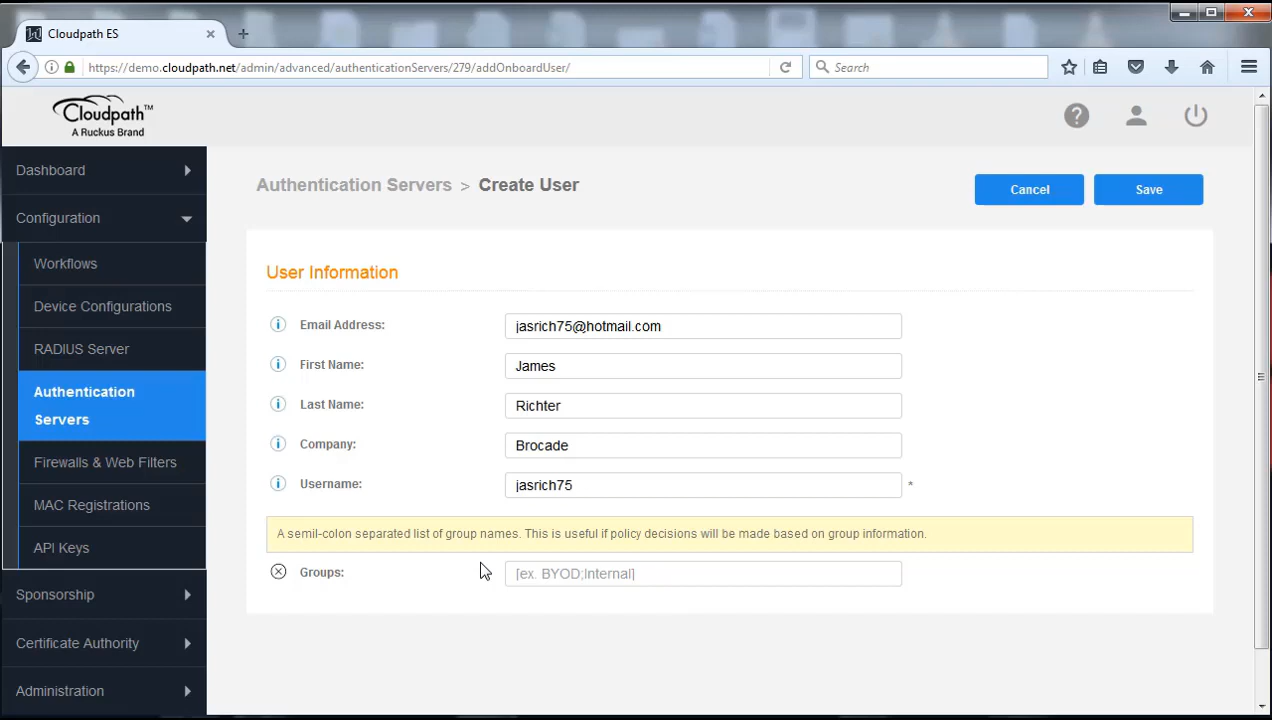 Cloudpath ES
https://demo.cloudpath.net/admin/advanced/authenticationServers/279/addOnboardUser/
Search
Cloudpath™
A Ruckus Brand
Dashboard
Configuration
Workflows
Device Configurations
RADIUS Server
Authentication
Servers
Firewalls & Web Filters
MAC Registrations
API Keys
Sponsorship
Certificate Authority
Administration
Authentication Servers > Create User
Cancel
Save
User Information
Email Address: jasrich75@hotmail.com
First Name: James
Last Name: Richter
Company: Brocade
Username: jasrich75 *
A semil-colon separated list of group names. This is useful if policy decisions will be made based on group information.
Groups: [ex. BYOD;Internal]